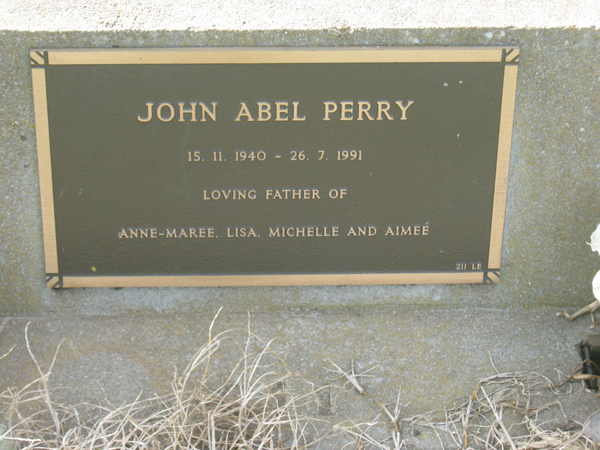 JOHN ABEL PERRY
15. 11. 1940 - 26. 7. 1991
LOVING FATHER OF
ANNE-MAREE, LISA, MICHELLE AND AIMEE
211 LE